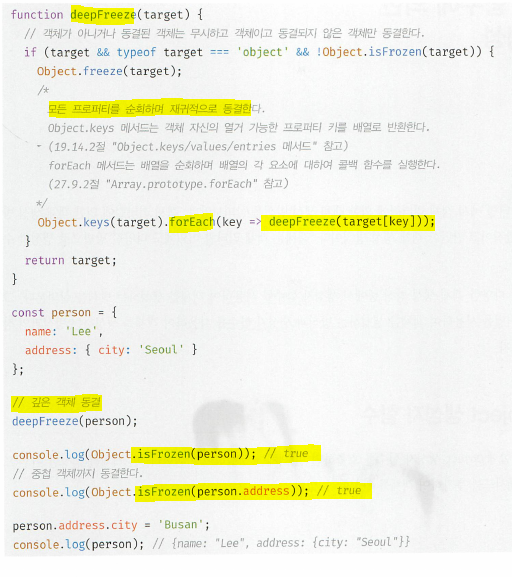 function deepFreeze(target) {
// 객체가 아니거나 동결된 객체는 무시하고 객체이고 동결되지 않은 객체만 동결한다.
if (target && typeof target === 'object' && !Object.isFrozen(target)) {
Object.freeze(target);
/*
모든 프로퍼티를 순회하며 재귀적으로 동결한다.
Object.keys 메서드는 객체 자신의 열거 가능한 프로퍼티 키를 배열로 반환한다.
(19.14.2절 "Object.keys/values/entries 메서드" 참고)
forEach 메서드는 배열을 순회하며 배열의 각 요소에 대하여 콜백 함수를 실행한다.
(27.9.2절 "Array.prototype.forEach" 참고)
*/
Object.keys(target).forEach(key => deepFreeze(target[key]));
}
return target;
}
const person = {
name: 'Lee',
address: { city: 'Seoul' }
};
// 깊은 객체 동결
deepFreeze(person);
console.log(Object.isFrozen(person)); // true
// 중첩 객체까지 동결한다.
console.log(Object.isFrozen(person.address)); // true
person.address.city = 'Busan';
console.log(person); // {name: "Lee", address: {city: "Seoul"}}